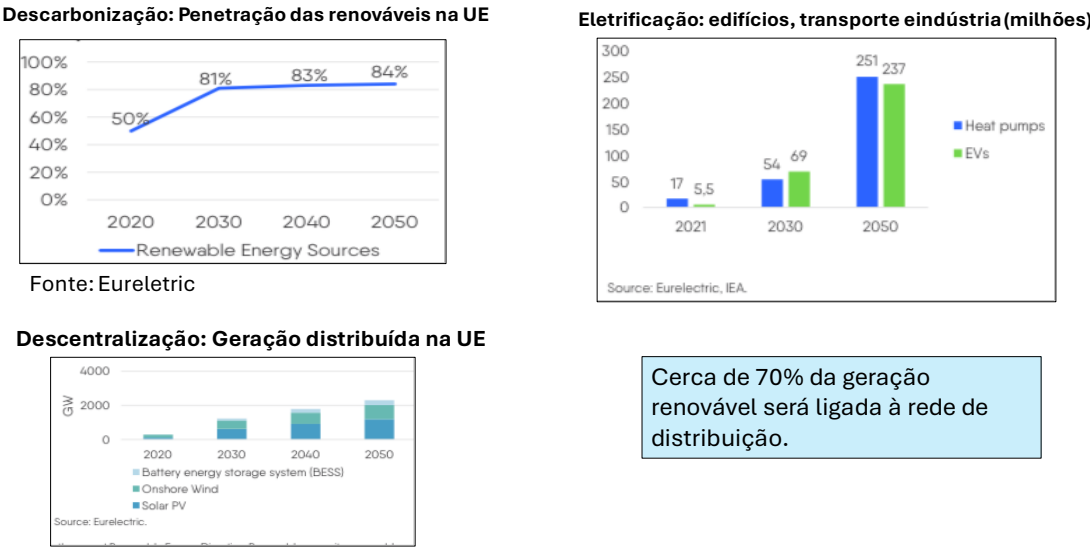 Descarbonização: Penetração das renováveis na UE
100%
80%
60%
40%
20%
0%
50%
81%
83%
84%
2020 2030 2040 2050
Renewable Energy Sources
Fonte: Eureletric
Eletrificação: edifícios, transporte eindústria (milhões)
300
250
200
150
100
50
0
17 5,5
54 69
251 237
2021 2030 2050
Heat pumps
EVs
Source: Eurelectric, IEA.
Descentralização: Geração distribuída na UE
GW
4000
2000
0
2020 2030 2040 2050
Battery energy storage system (BESS)
Onshore Wind
Solar PV
Source: Eurelectric.
Cerca de 70% da geração
renovável será ligada à rede de
distribuição.